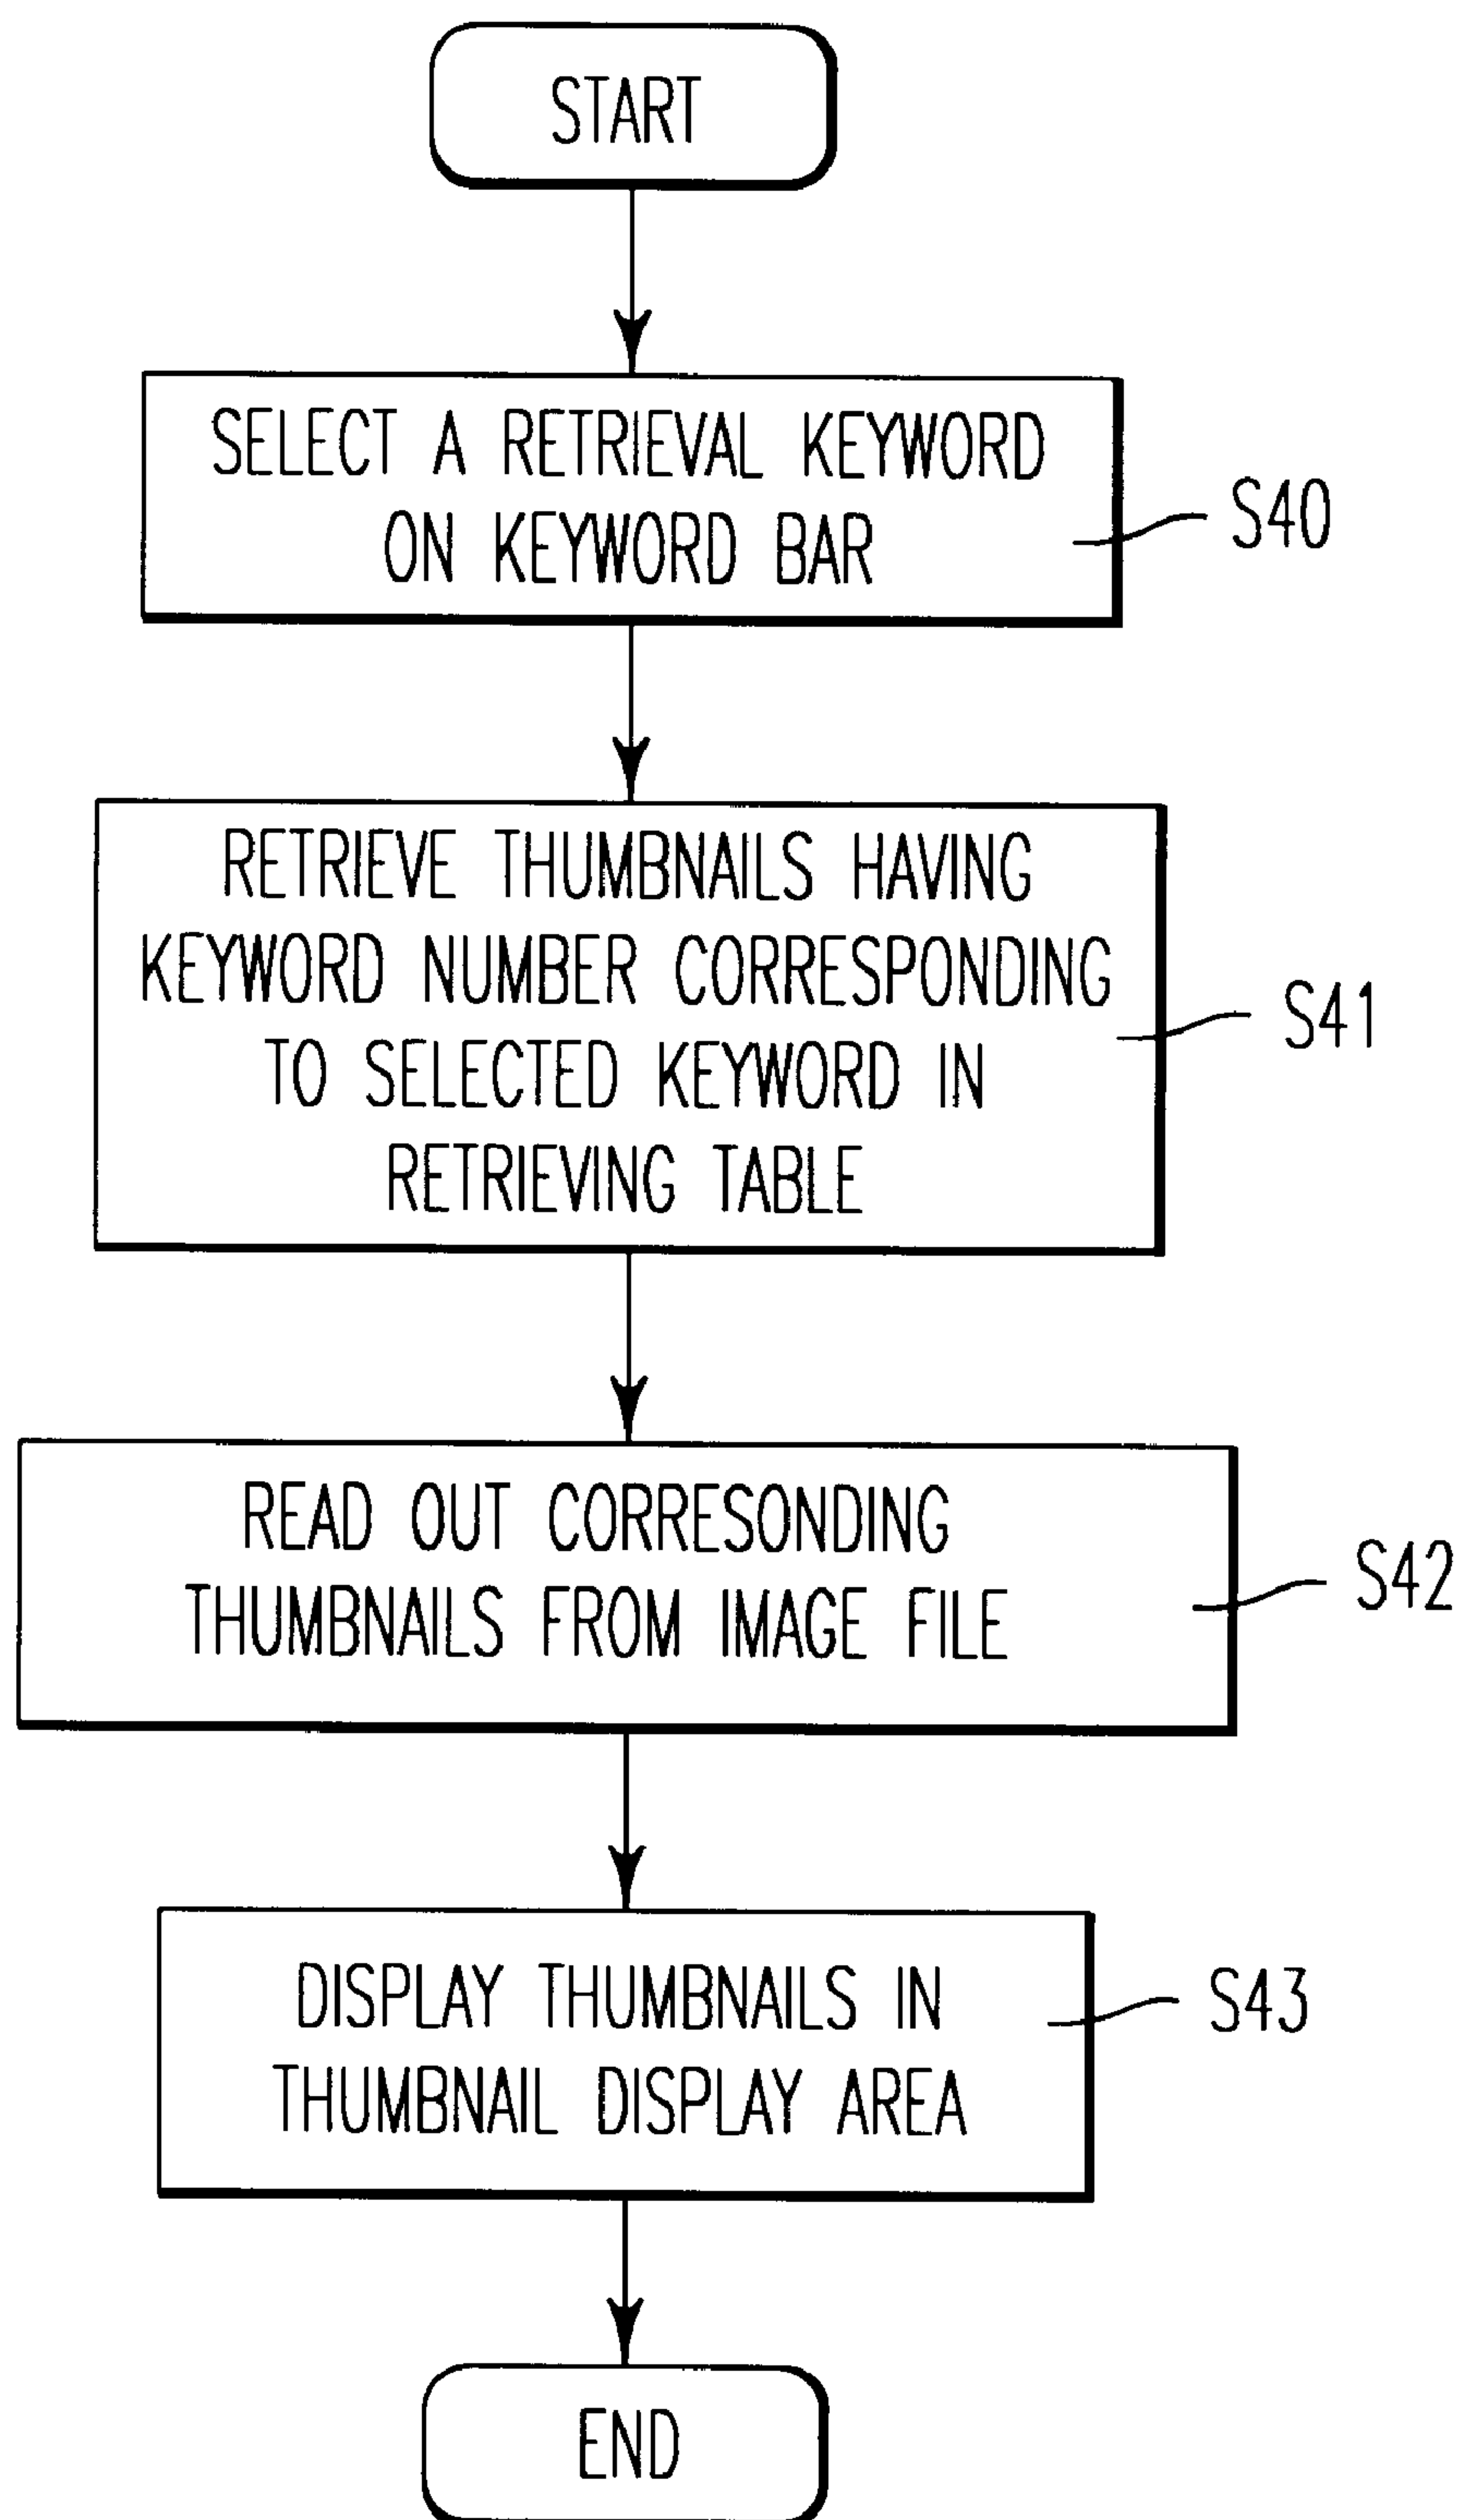 START
SELECT A RETRIEVAL KEYWORD
ON KEYWORD BAR
S40
RETRIEVE THUMBNAILS HAVING
KEYWORD NUMBER CORRESPONDING
TO SELECTED KEYWORD IN
RETRIEVING TABLE
S41
READ OUT CORRESONDING
THUMBNAILS FROM IMAGE FILE
S42
DISPLAY THUMBNAILS IN
THUMBNAIL DISPLAY AREA
S43
END